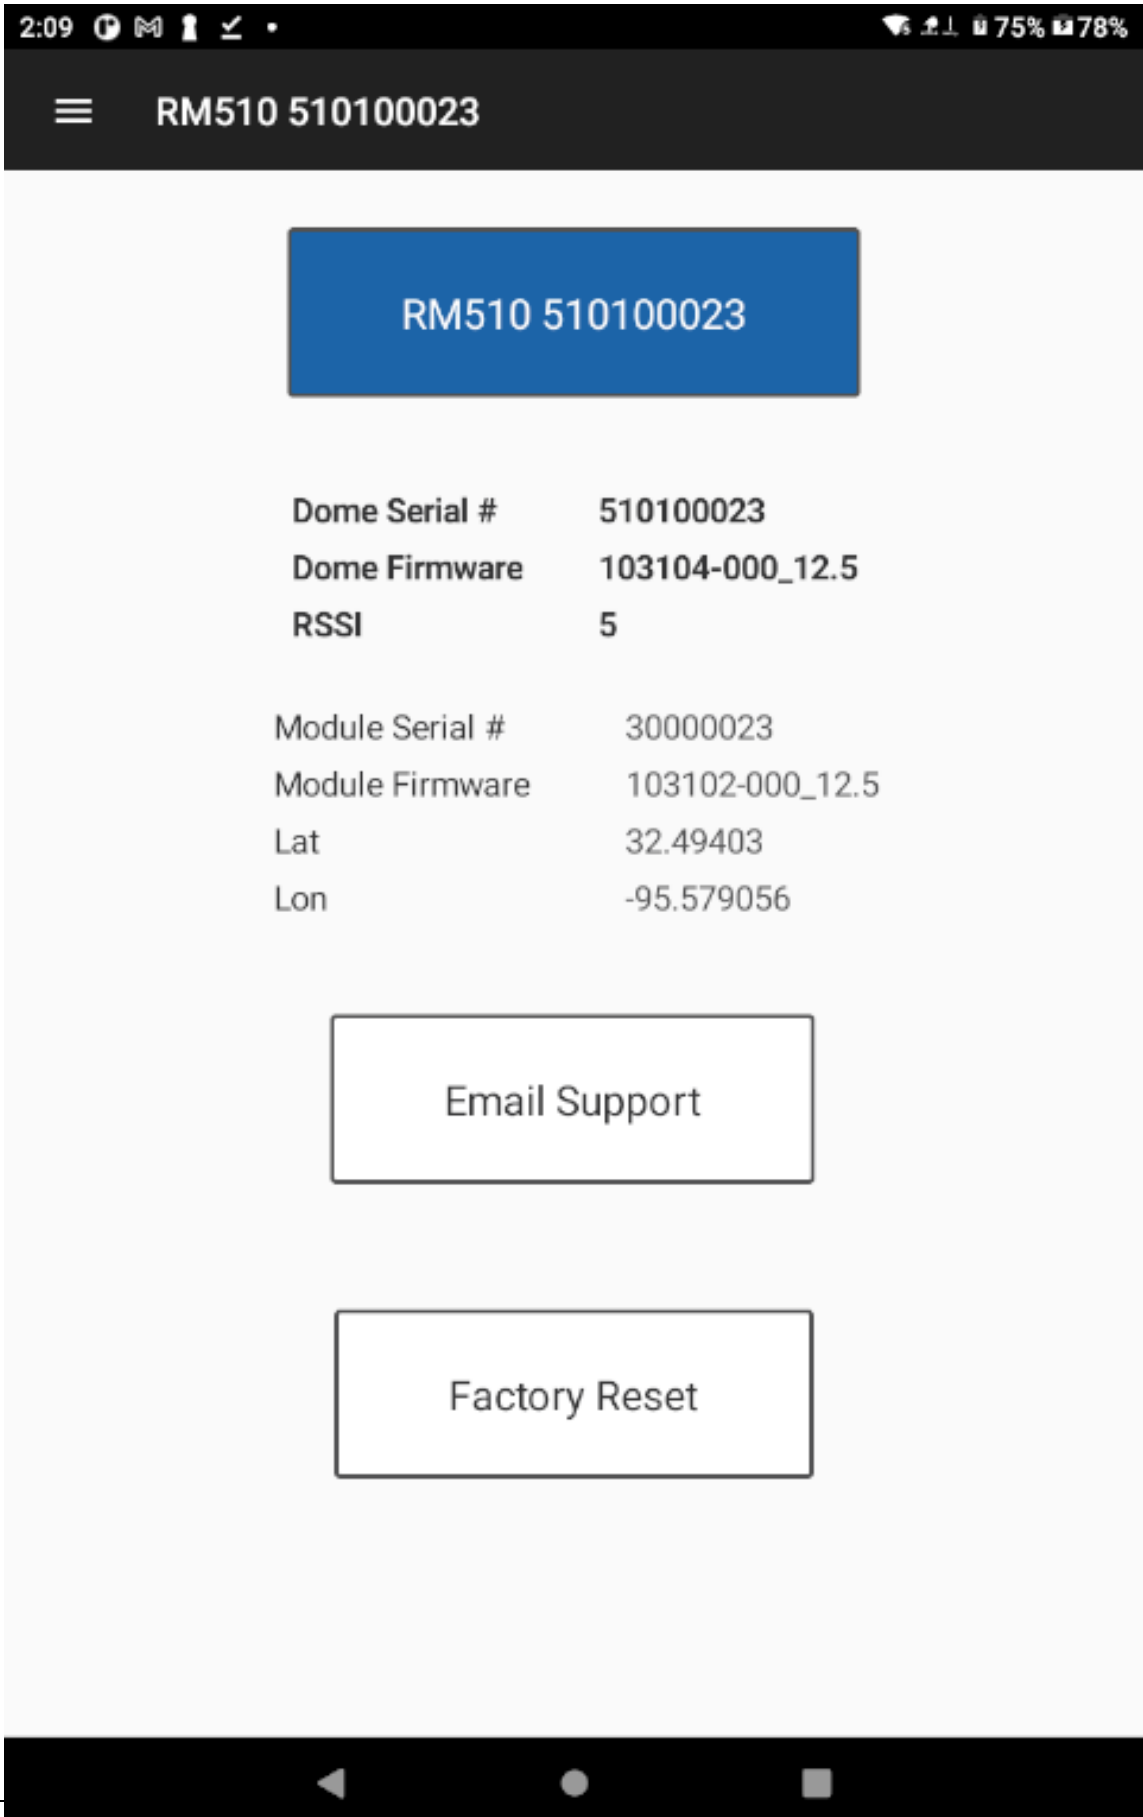 2:09 75% 78%
RM510 510100023
RM510 510100023
Dome Serial # 510100023
Dome Firmware 103104-000_12.5
RSSI 5
Module Serial # 30000023
Module Firmware 103102-000_12.5
Lat 32.49403
Lon -95.579056
Email Support
Factory Reset